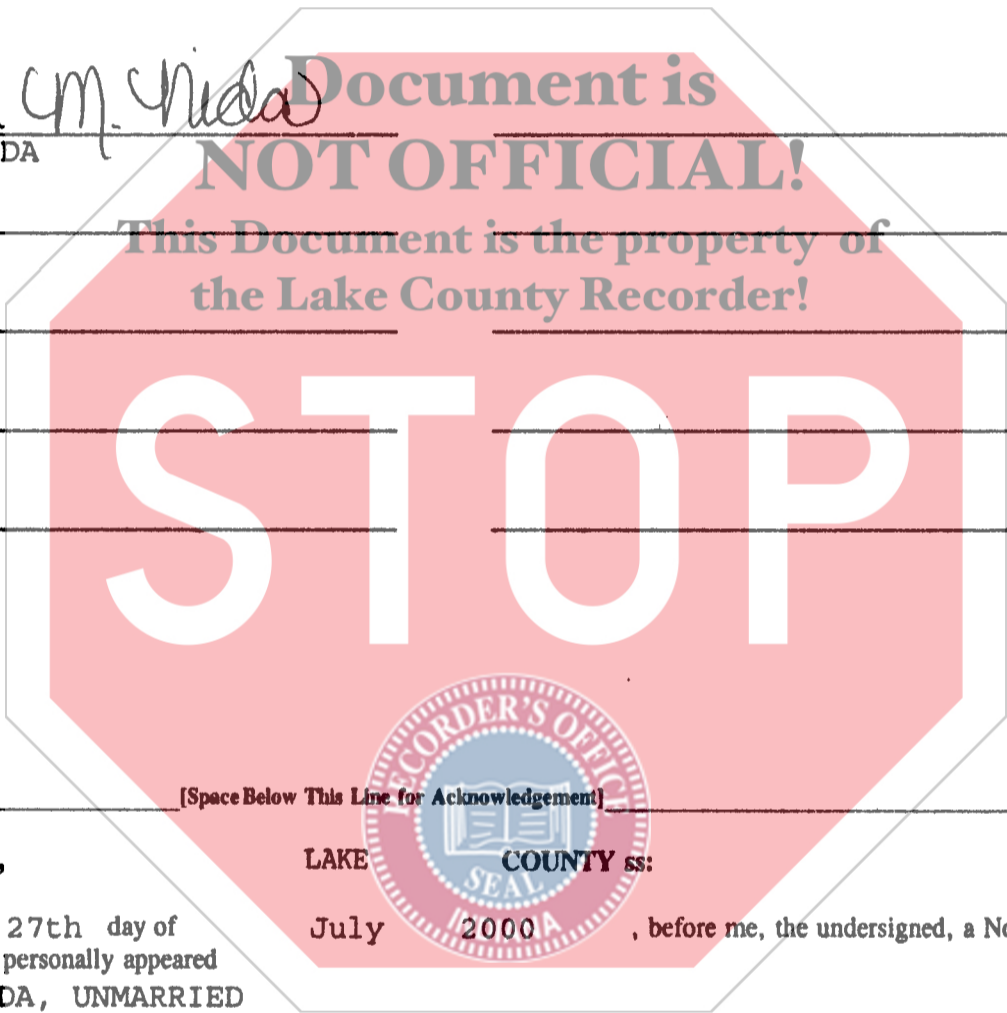 M. Nida
DA
Document is
NOT OFFICIAL!
This Document is the property of
the Lake County Recorder!
STOP
RECORDER'S OFFICE
SEAL
INDIANA
[Space Below This Line for Acknowledgement]
, LAKE COUNTY ss:
27th day of July 2000 , before me, the undersigned, a No
personally appeared
DA, UNMARRIED